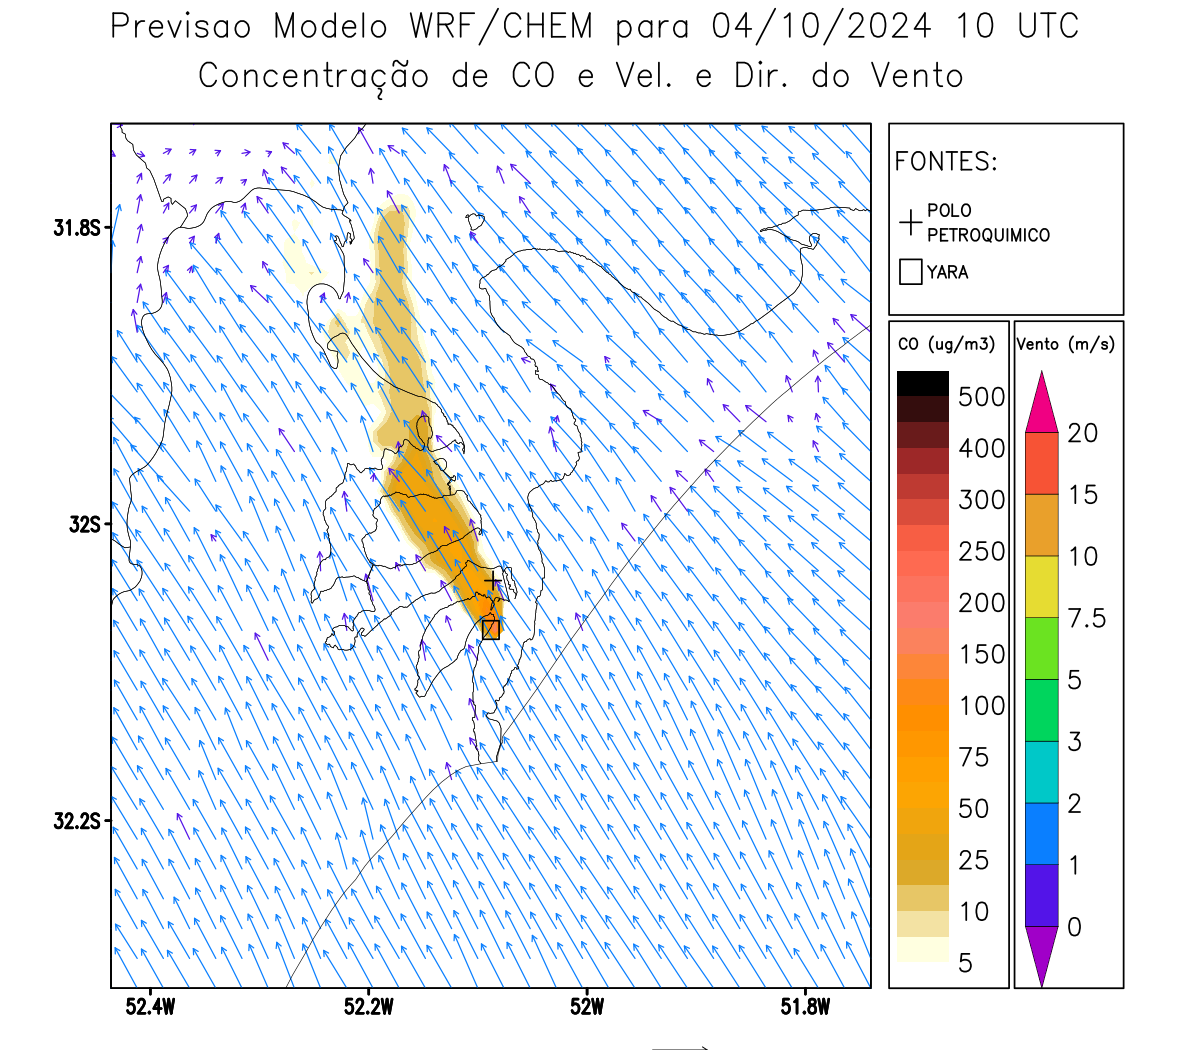 Previsao Modelo WRF/CHEM para 04/10/2024 10 UTC
Concentração de CO e Vel. e Dir. do Vento
FONTES:
POLO
PETROQUIMICO
YARA
CO (ug/m3)
500
400
300
250
200
150
100
75
50
25
10
5
Vento (m/s)
20
15
10
7.5
5
3
2
1
0
31.8S
32S
32.2S
52.4W
52.2W
52W
51.8W